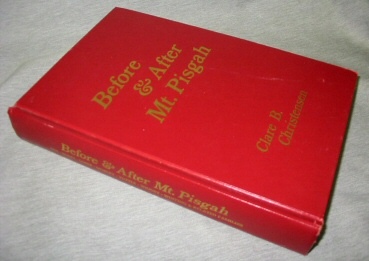 Before
& After
Mt. Pisgah
Clare B.
Christensen
Before & After Mt. Pisgah